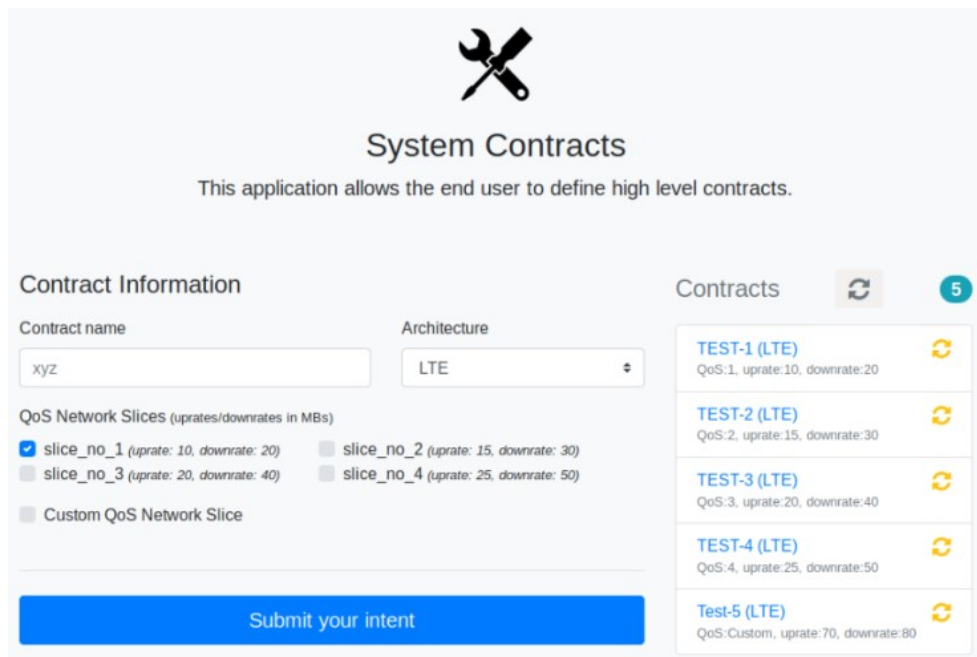 System Contracts
This application allows the end user to define high level contracts.
Contract Information
Contract name
Architecture
xyz
LTE
QoS Network Slices (uprates/downrates in MBs)
slice_no_1 (uprate: 10, downrate: 20)
slice_no_2 (uprate: 15, downrate: 30)
slice_no_3 (uprate: 20, downrate: 40)
slice_no_4 (uprate: 25, downrate: 50)
Custom QoS Network Slice
Submit your intent
Contracts
5
TEST-1 (LTE)
QoS:1, uprate:10, downrate:20
TEST-2 (LTE)
QoS:2, uprate:15, downrate:30
TEST-3 (LTE)
QoS:3, uprate:20, downrate:40
TEST-4 (LTE)
QoS:4, uprate:25, downrate:50
Test-5 (LTE)
QoS:Custom, uprate:70, downrate:80